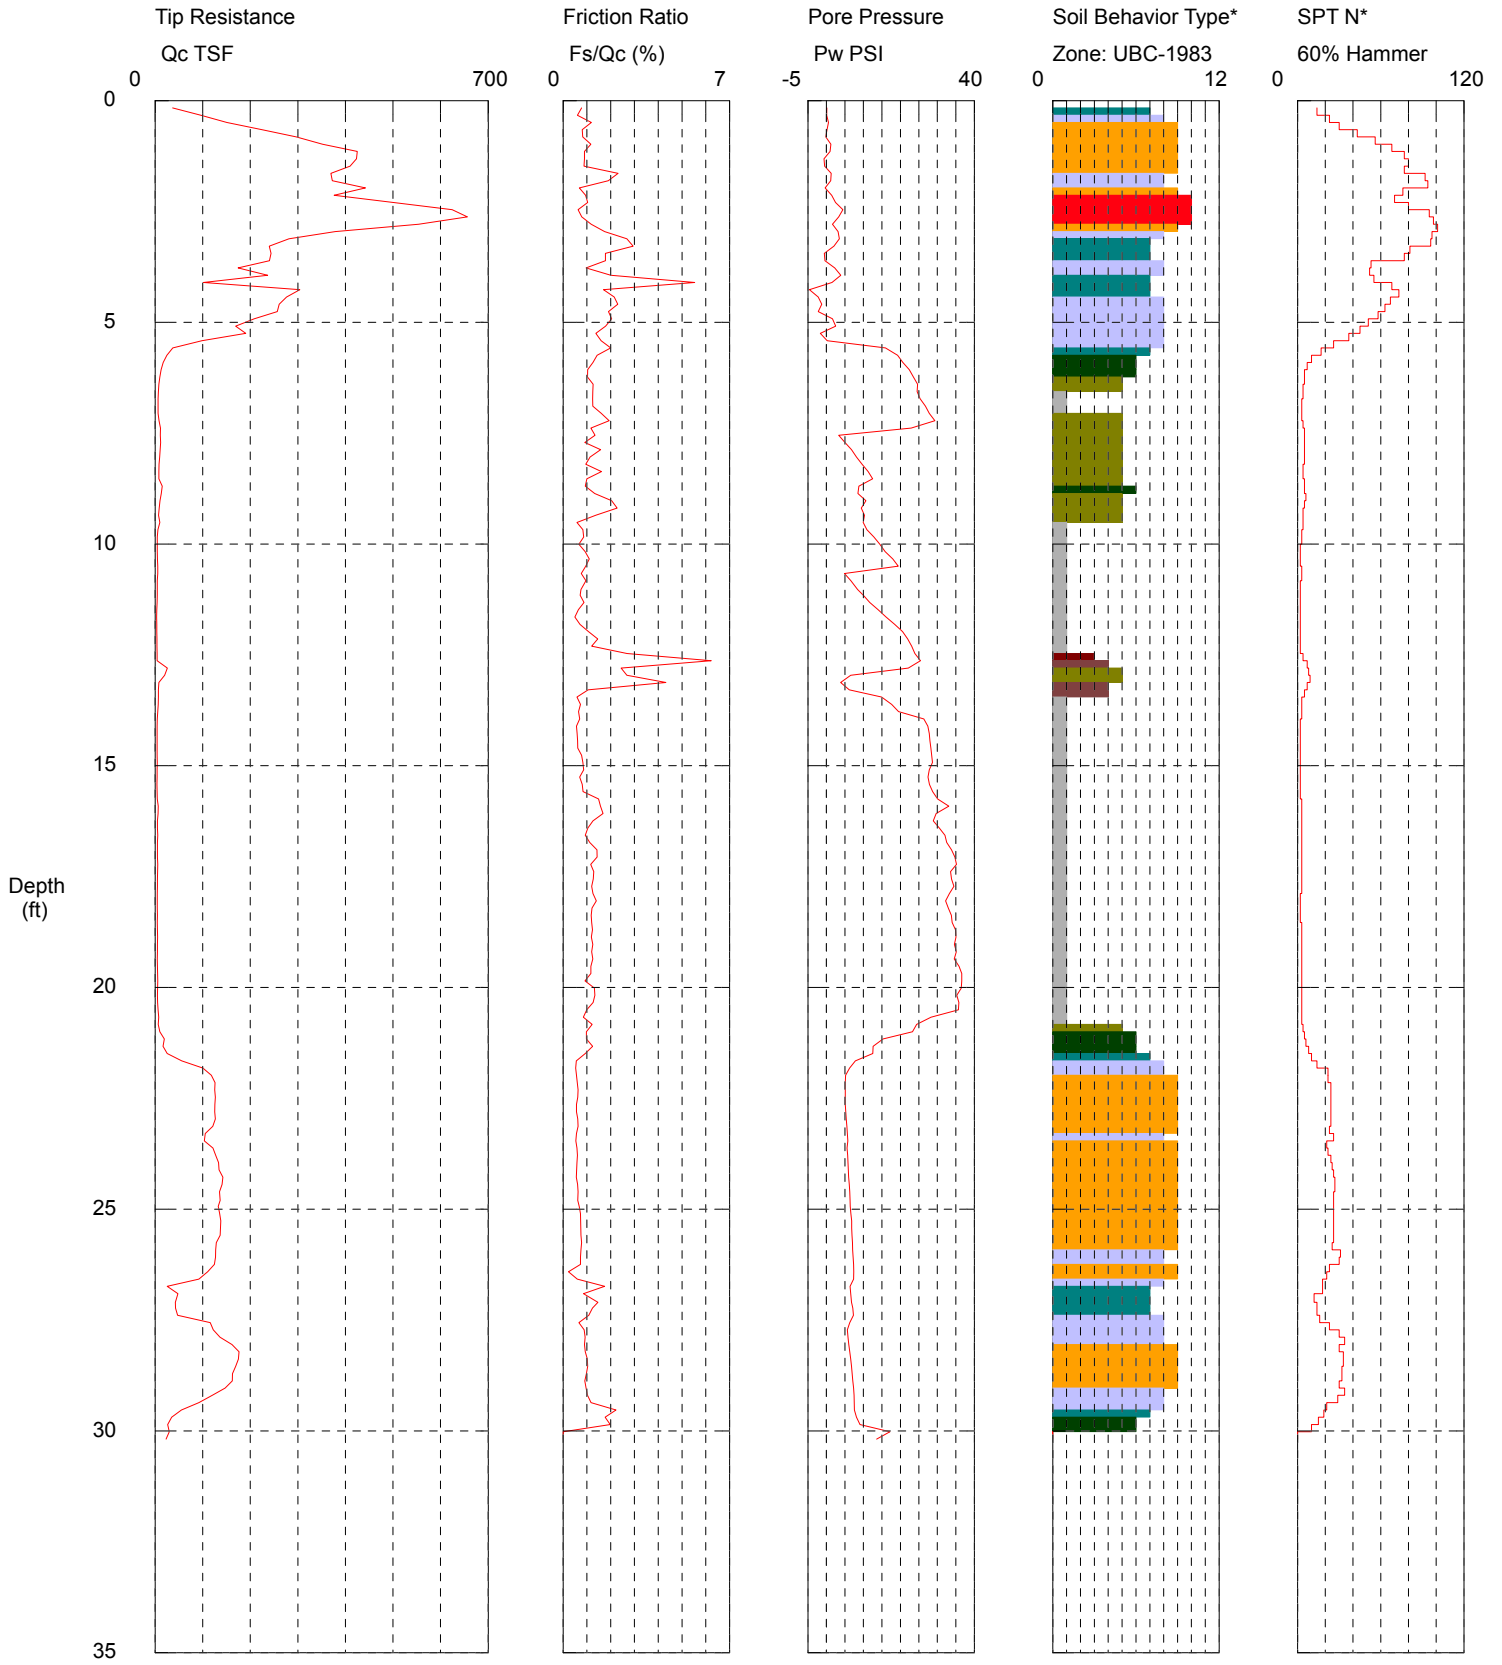 Tip Resistance
Friction Ratio
Pore Pressure
Soil Behavior Type*
SPT N*
Qc TSF
Fs/Qc (%)
Pw PSI
Zone: UBC-1983
60% Hammer
0 700
0 7
-5 40
0 12
0 120
0
5
10
15
Depth
(ft)
20
25
30
35